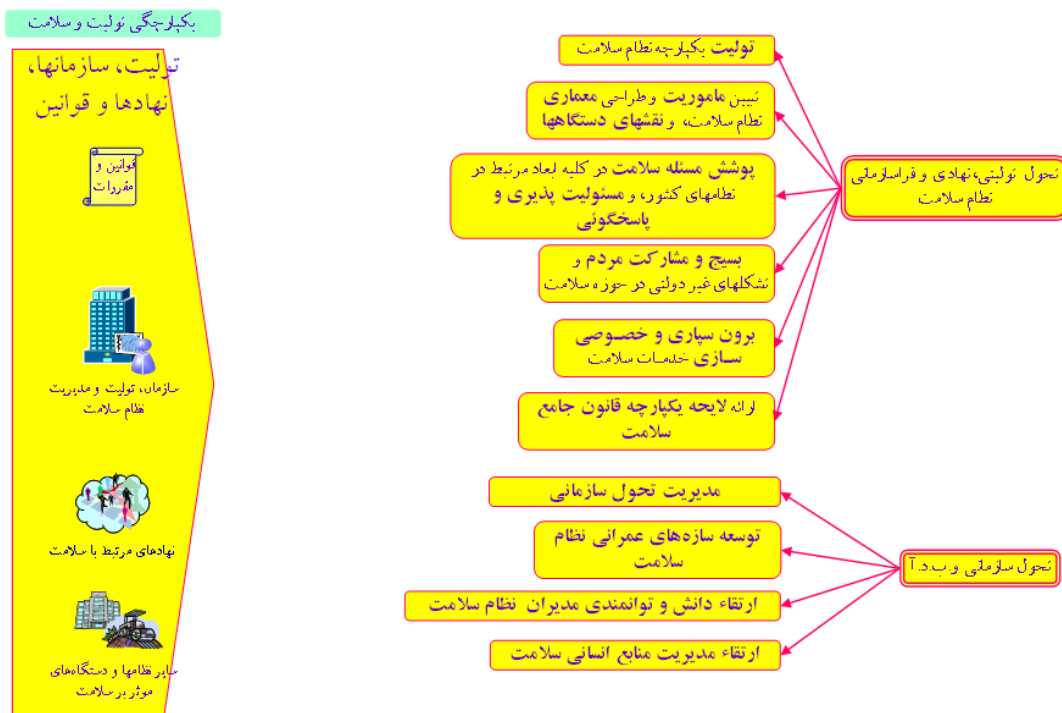 یکپارچگی تولیت و سلامت
تولیت، سازمانها،
نهادها و قوانین
قوانین و
مقررات
سازمان، تولیت و مدیریت
نظام سلامت
نهادهای مرتبط با سلامت
سایر نظامها و دستگاه‌های
موثر بر سلامت
تحول تولیتی، نهادی و فراسازمانی
نظام سلامت
تولیت یکپارچه نظام سلامت
تبیین ماموریت و طراحی معماری
نظام سلامت، و نقشهای دستگاهها
پوشش مسئله سلامت در کلیه ابعاد مرتبط در
نظامهای کشور، و مسئولیت پذیری و
پاسخگوئی
بسیج و مشارکت مردم و
تشکلهای غیر دولتی در حوزه سلامت
برون سپاری و خصوصی
سازی خدمات سلامت
ارائه لایحه یکپارچه قانون جامع
سلامت
تحول سازمانی و.ب.د.آ
مدیریت تحول سازمانی
توسعه سازه‌های عمرانی نظام
سلامت
ارتقاء دانش و توانمندی مدیران نظام سلامت
ارتقاء مدیریت منابع انسانی سلامت